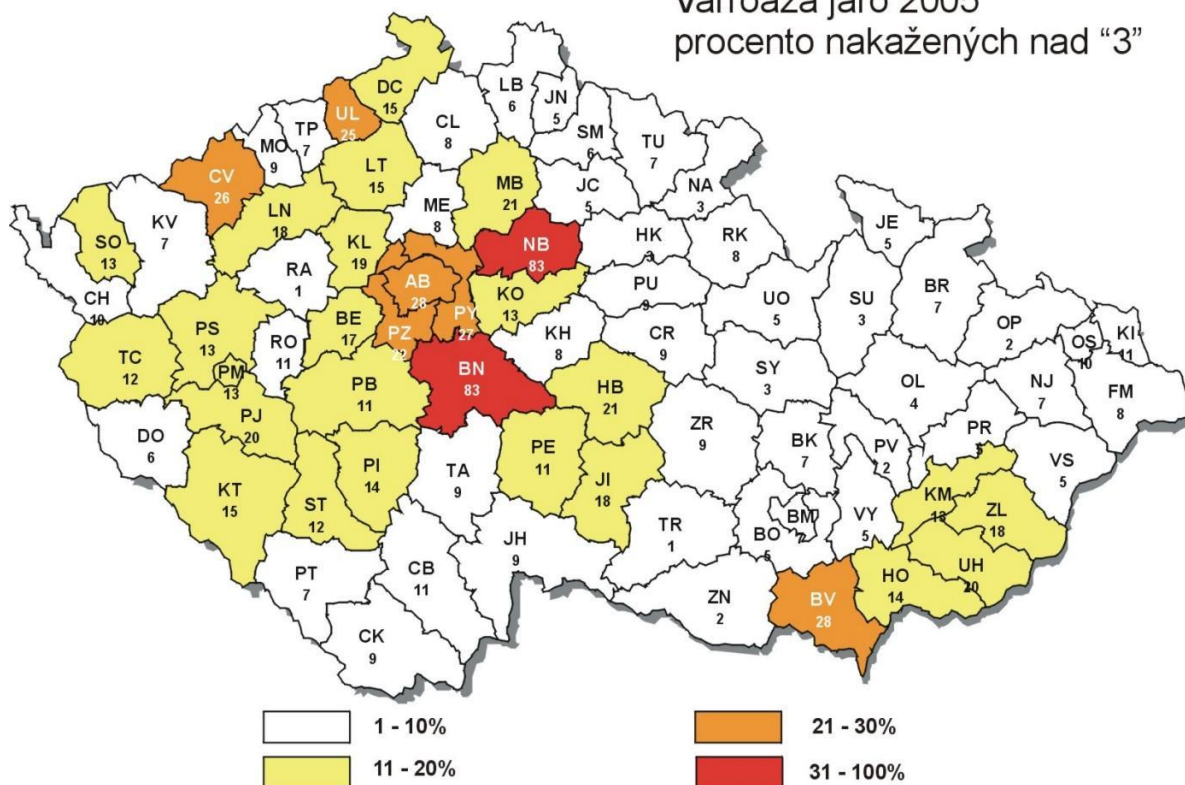 Varroáza jaro 2005
procento nakažených nad “3”
DC
15
LB
6
JN
5
UL
25
TP
7
CL
8
SM
6
TU
7
MO
9
CV
26
LT
15
MB
21
JC
5
NA
3
ME
8
LN
18
KV
7
SO
13
KL
19
NB
83
HK
3
RK
8
JE
5
RA
1
AB
28
KO
13
PU
9
UO
5
SU
3
BR
7
CH
10
PS
13
BE
17
PZ
22
PY
27
KH
8
CR
9
OP
2
OS
10
KI
11
TC
12
RO
11
PM
13
PB
11
BN
83
HB
21
SY
3
OL
4
NJ
7
FM
8
PJ
20
DO
6
ZR
9
BK
7
PV
2
PR
VS
5
KT
15
ST
12
PI
14
TA
9
PE
11
JI
18
KM
18
ZL
18
TR
1
BO
5
BM
7
VY
5
JH
9
PT
7
CB
11
ZN
2
BV
28
HO
14
UH
20
CK
9
1 - 10%
11 - 20%
21 - 30%
31 - 100%